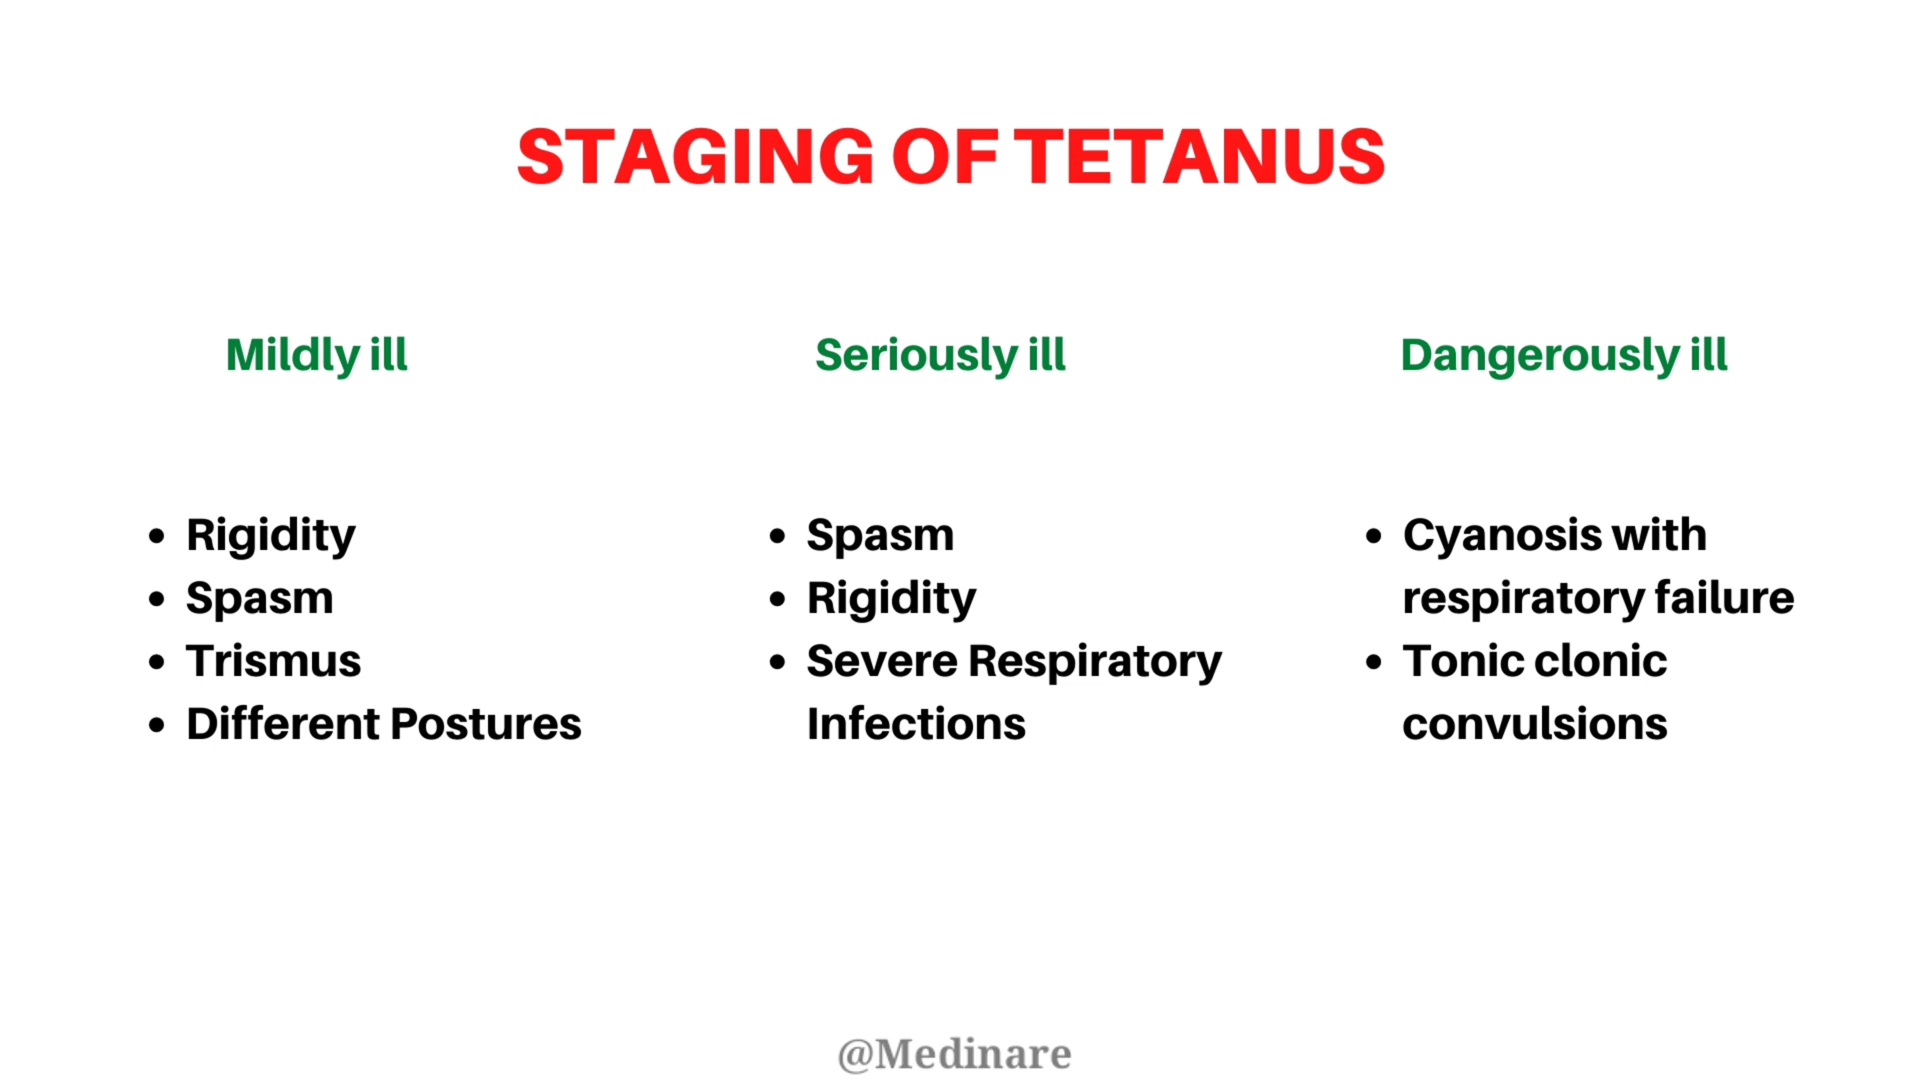 STAGING OF TETANUS
Mildly ill
• Rigidity
• Spasm
• Trismus
• Different Postures
Seriously ill
• Spasm
• Rigidity
• Severe Respiratory
Infections
Dangerously ill
• Cyanosis with
respiratory failure
• Tonic clonic
convulsions
@Medinare